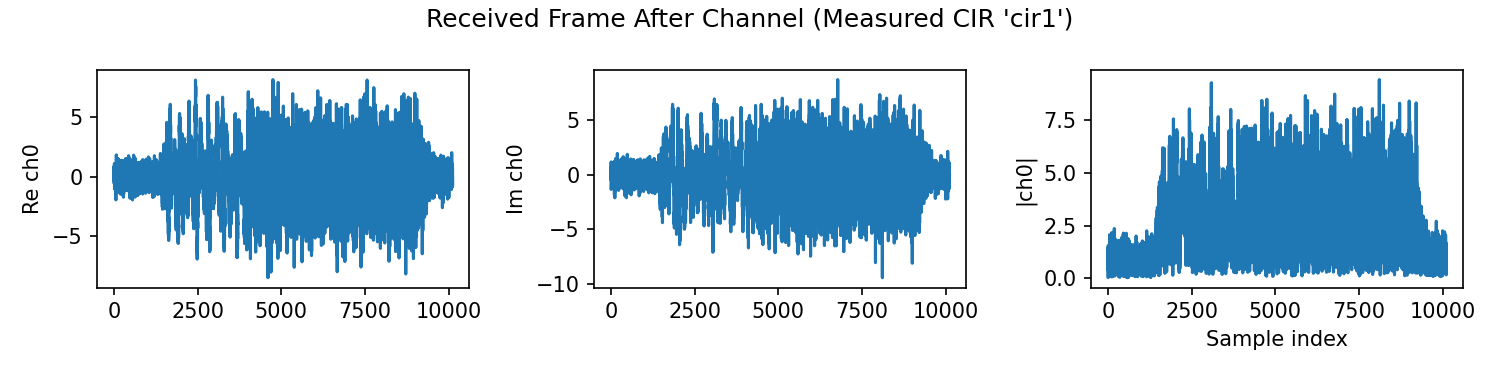 Received Frame After Channel (Measured CIR 'cir1')
Re ch0
5
0
−5
0 2500 5000 7500 10000
Im ch0
5
0
−5
−10
0 2500 5000 7500 10000
|ch0|
7.5
5.0
2.5
0.0
0 2500 5000 7500 10000
Sample index